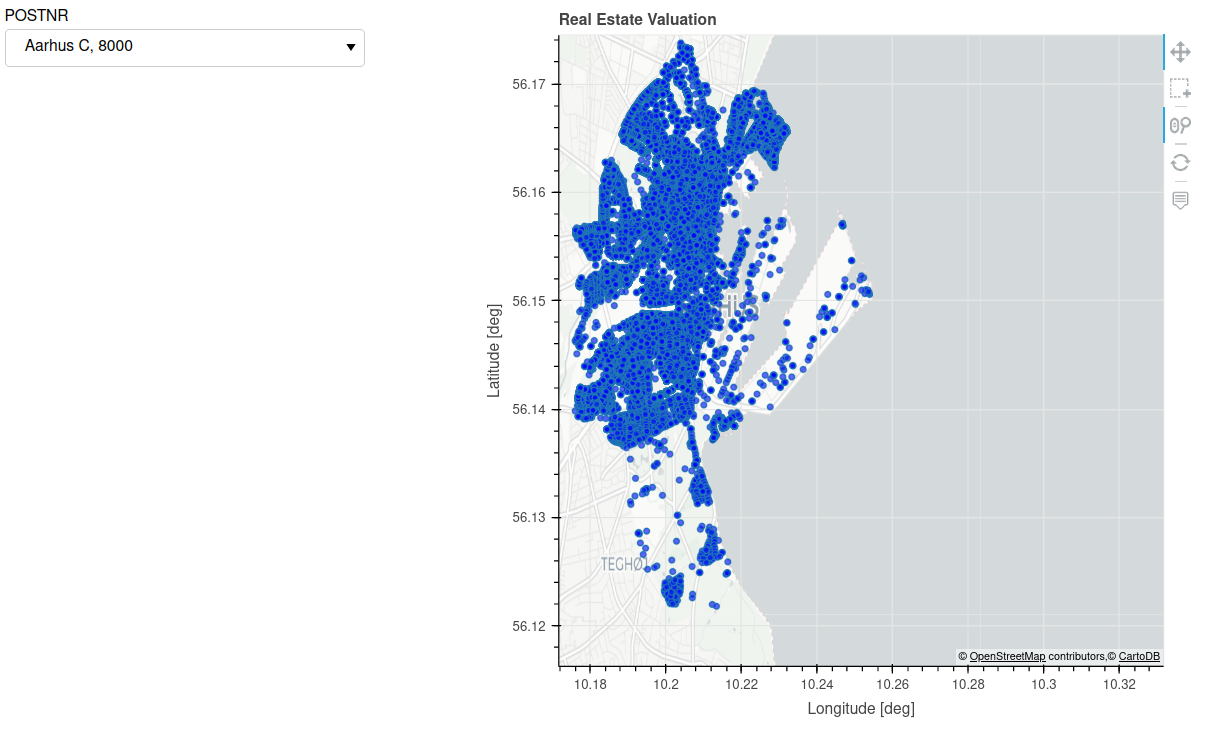 POSTNR
Aarhus C, 8000
Real Estate Valuation
56.17
56.16
56.15
56.14
56.13
56.12
Latitude [deg]
TECHØJ
10.18
10.2
10.22
10.24
10.26
10.28
10.3
10.32
Longitude [deg]
© OpenStreetMap contributors,© CartoDB